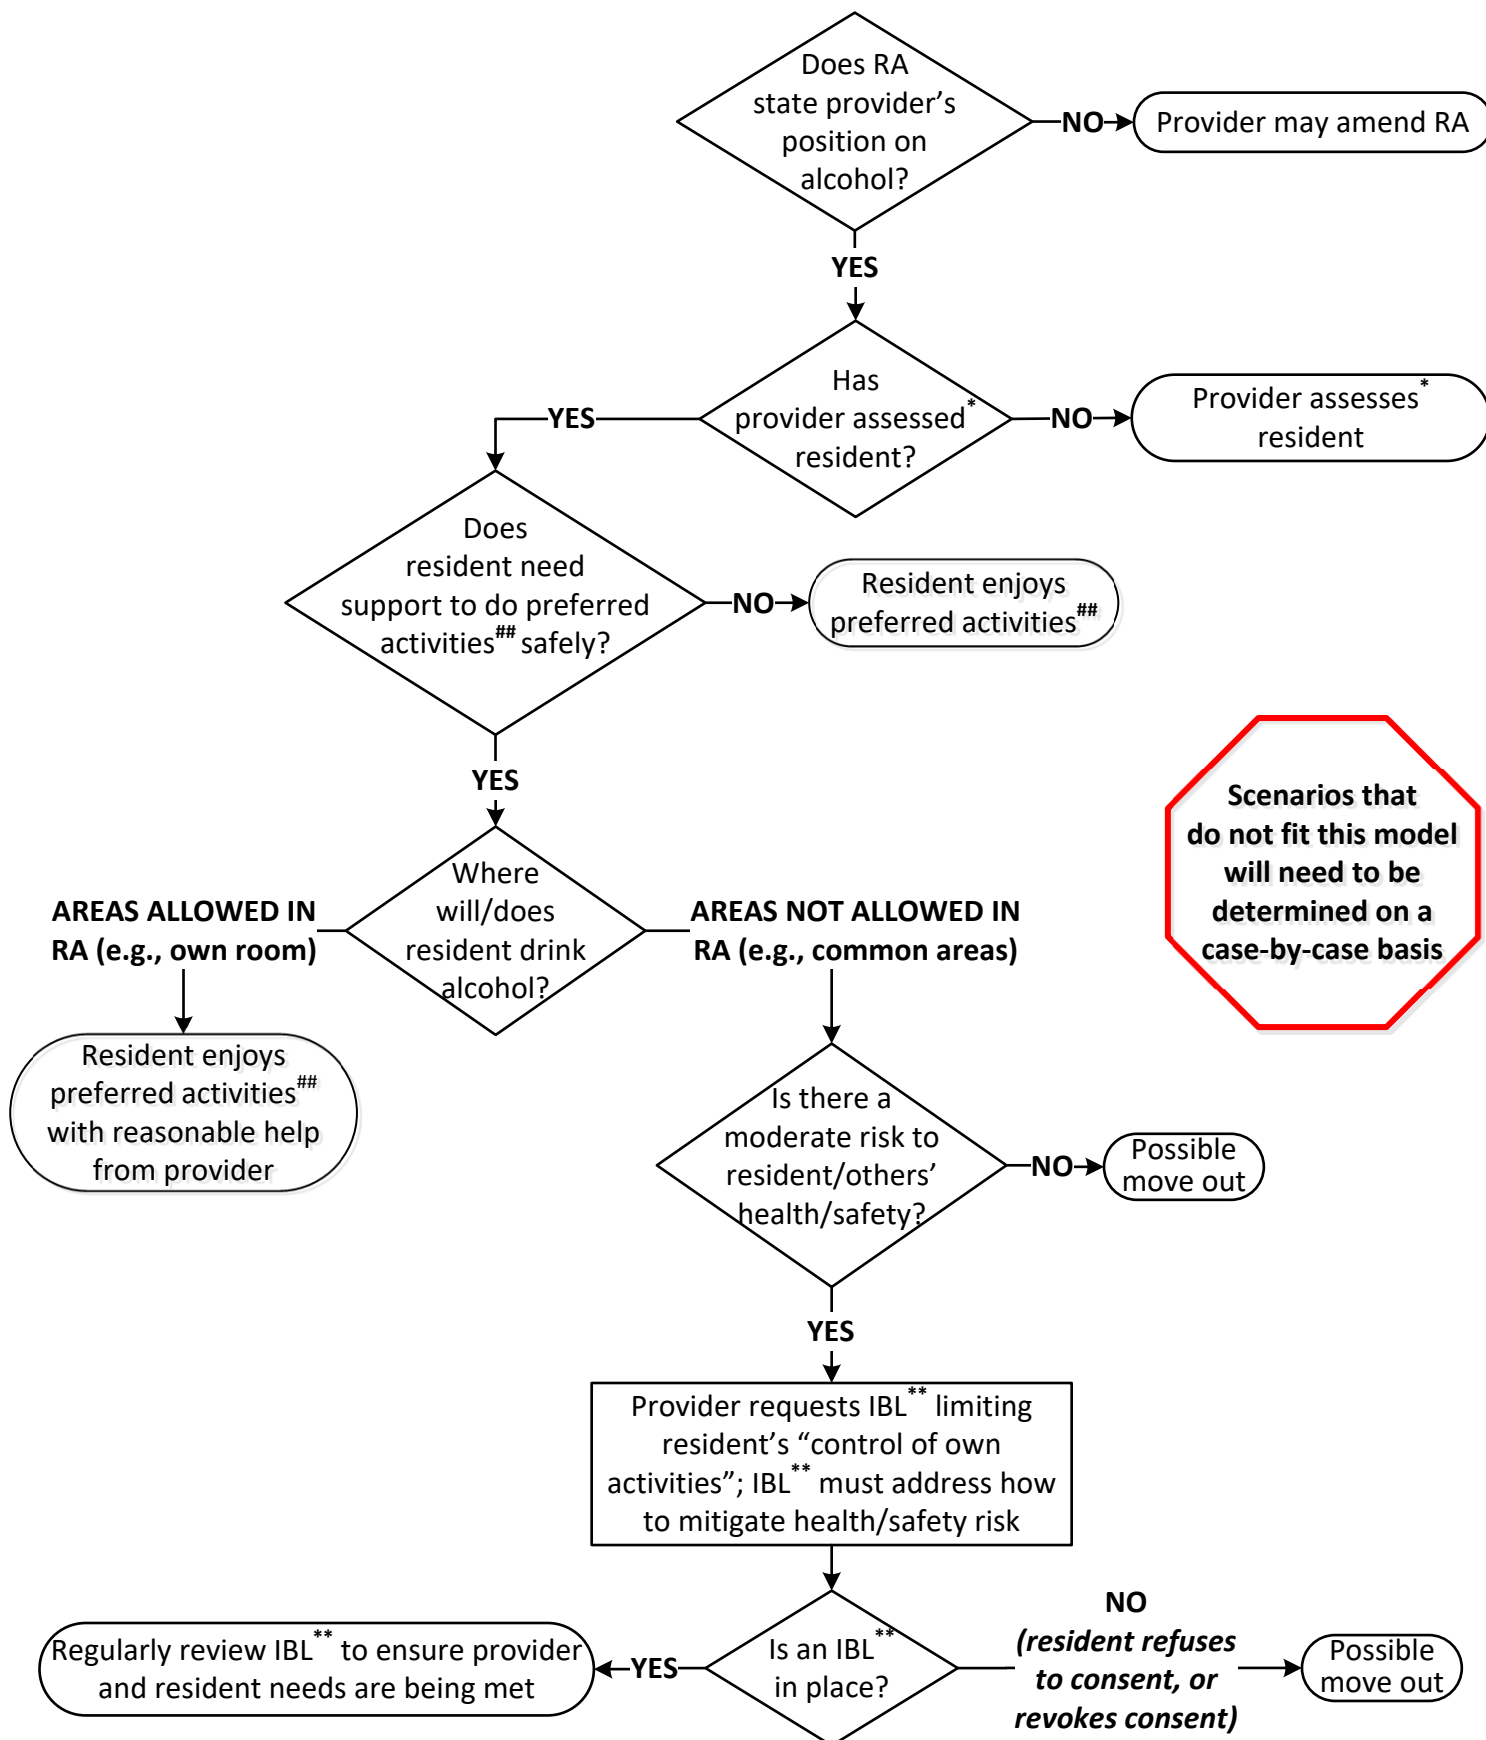 Does RA
state provider’s
position on
alcohol?
NO
Provider may amend RA
YES
Has
provider assessed*
resident?
NO
Provider assesses*
resident
YES
Does
resident need
support to do preferred
activities## safely?
NO
Resident enjoys
preferred activities##
YES
Where
will/does
resident drink
alcohol?
AREAS ALLOWED IN
RA (e.g., own room)
AREAS NOT ALLOWED IN
RA (e.g., common areas)
Scenarios that
do not fit this model
will need to be
determined on a
case-by-case basis
Resident enjoys
preferred activities##
with reasonable help
from provider
Is there a
moderate risk to
resident/others’
health/safety?
NO
Possible
move out
YES
Provider requests IBL** limiting
resident’s “control of own
activities”; IBL** must address how
to mitigate health/safety risk
Is an IBL**
in place?
YES
Regularly review IBL** to ensure provider
and resident needs are being met
NO
(resident refuses
to consent, or
revokes consent)
Possible
move out